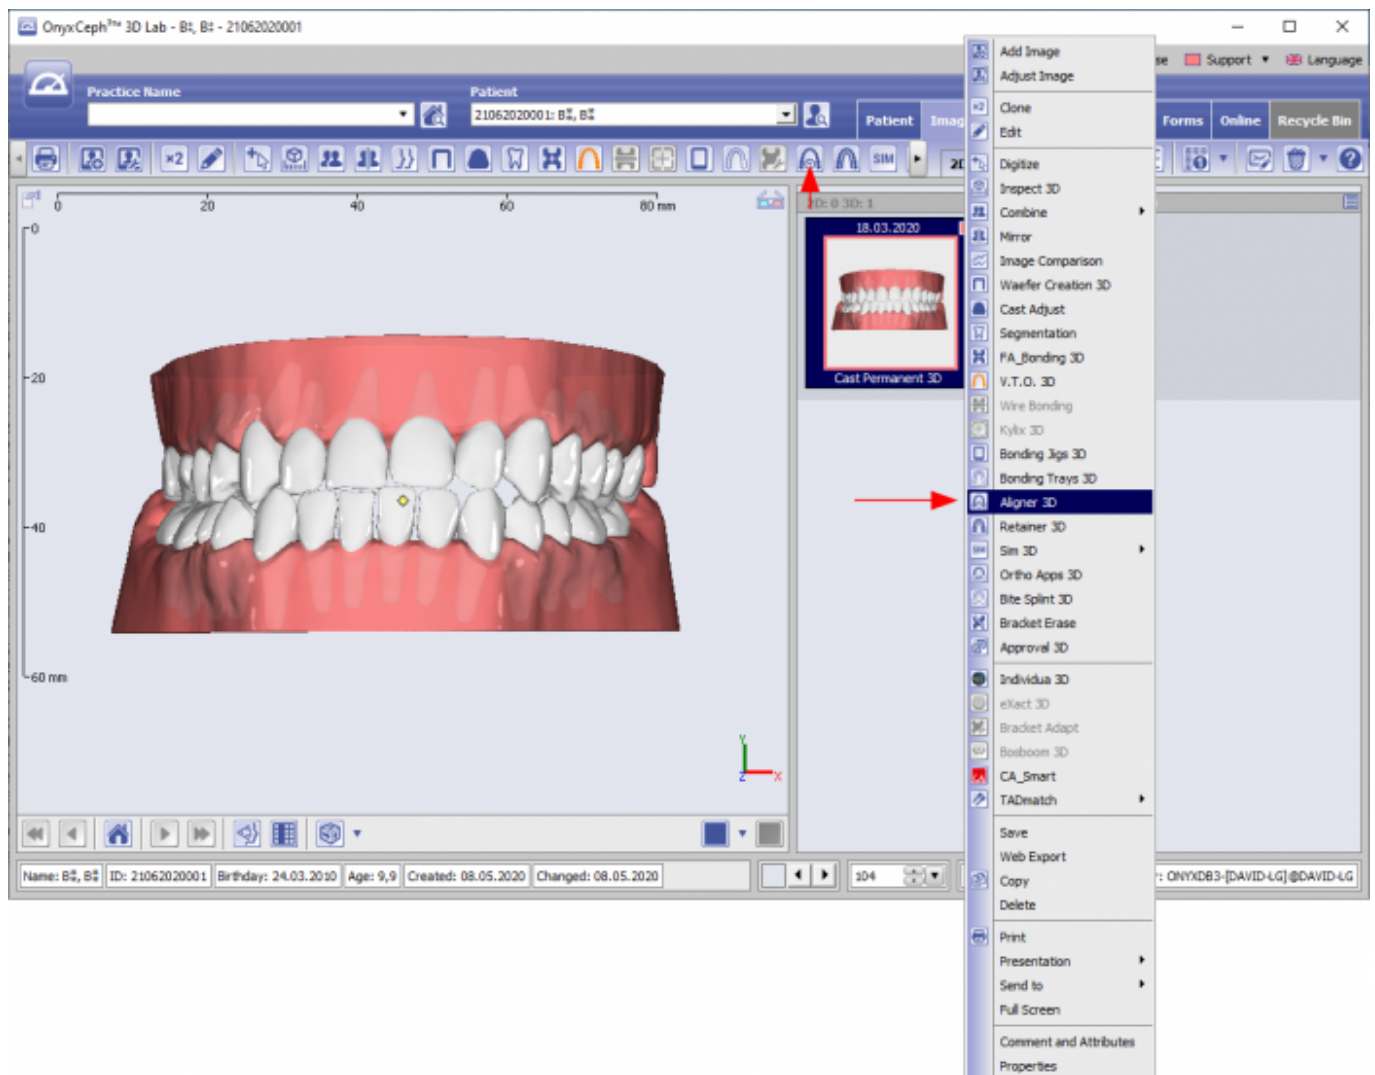 OnyxCeph³™ 3D Lab - B‡, B‡ - 21062020001
Support
Language
Practice Name
Patient
21062020001: B‡, B‡
Patient
Forms
Online
Recycle Bin
×2
SIM
0
20
40
60
80 mm
0
-20
-40
-60 mm
Y
Z
X
2D: 0 3D: 1
18.03.2020
Cast Permanent 3D
Add Image
Adjust Image
Clone
Edit
Digitize
Inspect 3D
Combine
Mirror
Image Comparison
Waefer Creation 3D
Cast Adjust
Segmentation
FA_Bonding 3D
V.T.O. 3D
Wire Bonding
Kylix 3D
Bonding Jigs 3D
Bonding Trays 3D
Aligner 3D
Retainer 3D
Sim 3D
Ortho Apps 3D
Bite Splint 3D
Bracket Erase
Approval 3D
Individua 3D
eXact 3D
Bracket Adapt
Bosboom 3D
CA_Smart
TADmatch
Save
Web Export
Copy
Delete
Print
Presentation
Send to
Full Screen
Comment and Attributes
Properties
Name: B‡, B‡
ID: 21062020001
Birthday: 24.03.2010
Age: 9,9
Created: 08.05.2020
Changed: 08.05.2020
104
: ONYXDB3-[DAVID-LG]@DAVID-LG